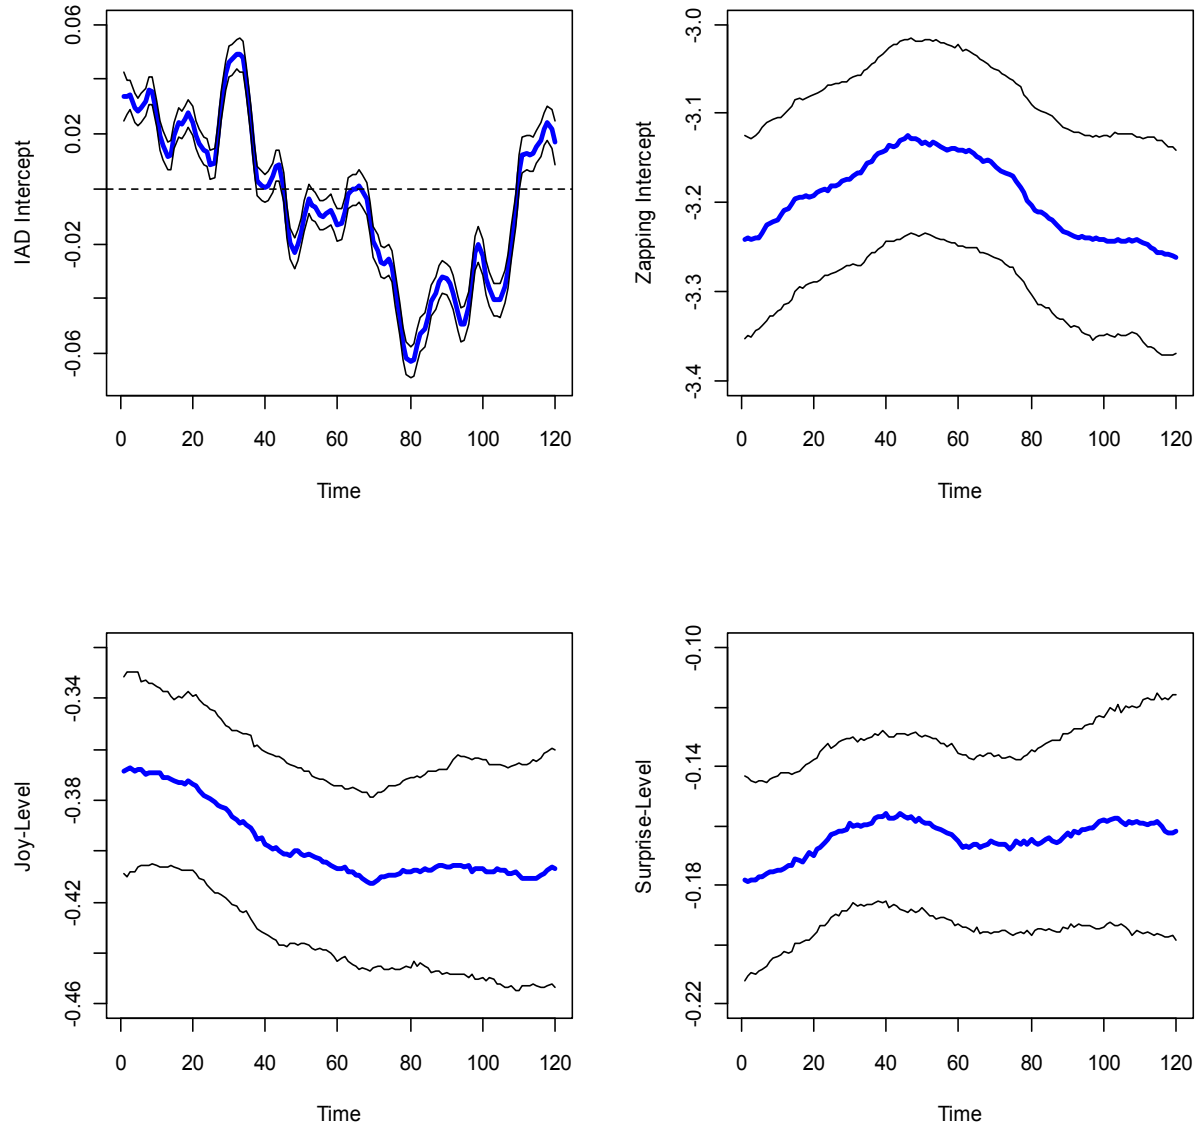 IAD Intercept
0.06
0.02
-0.02
-0.06
0 20 40 60 80 100 120
Time
Zapping Intercept
-3.0
-3.1
-3.2
-3.3
-3.4
0 20 40 60 80 100 120
Time
Joy-Level
-0.34
-0.38
-0.42
-0.46
0 20 40 60 80 100 120
Time
Surprise-Level
-0.10
-0.14
-0.18
-0.22
0 20 40 60 80 100 120
Time